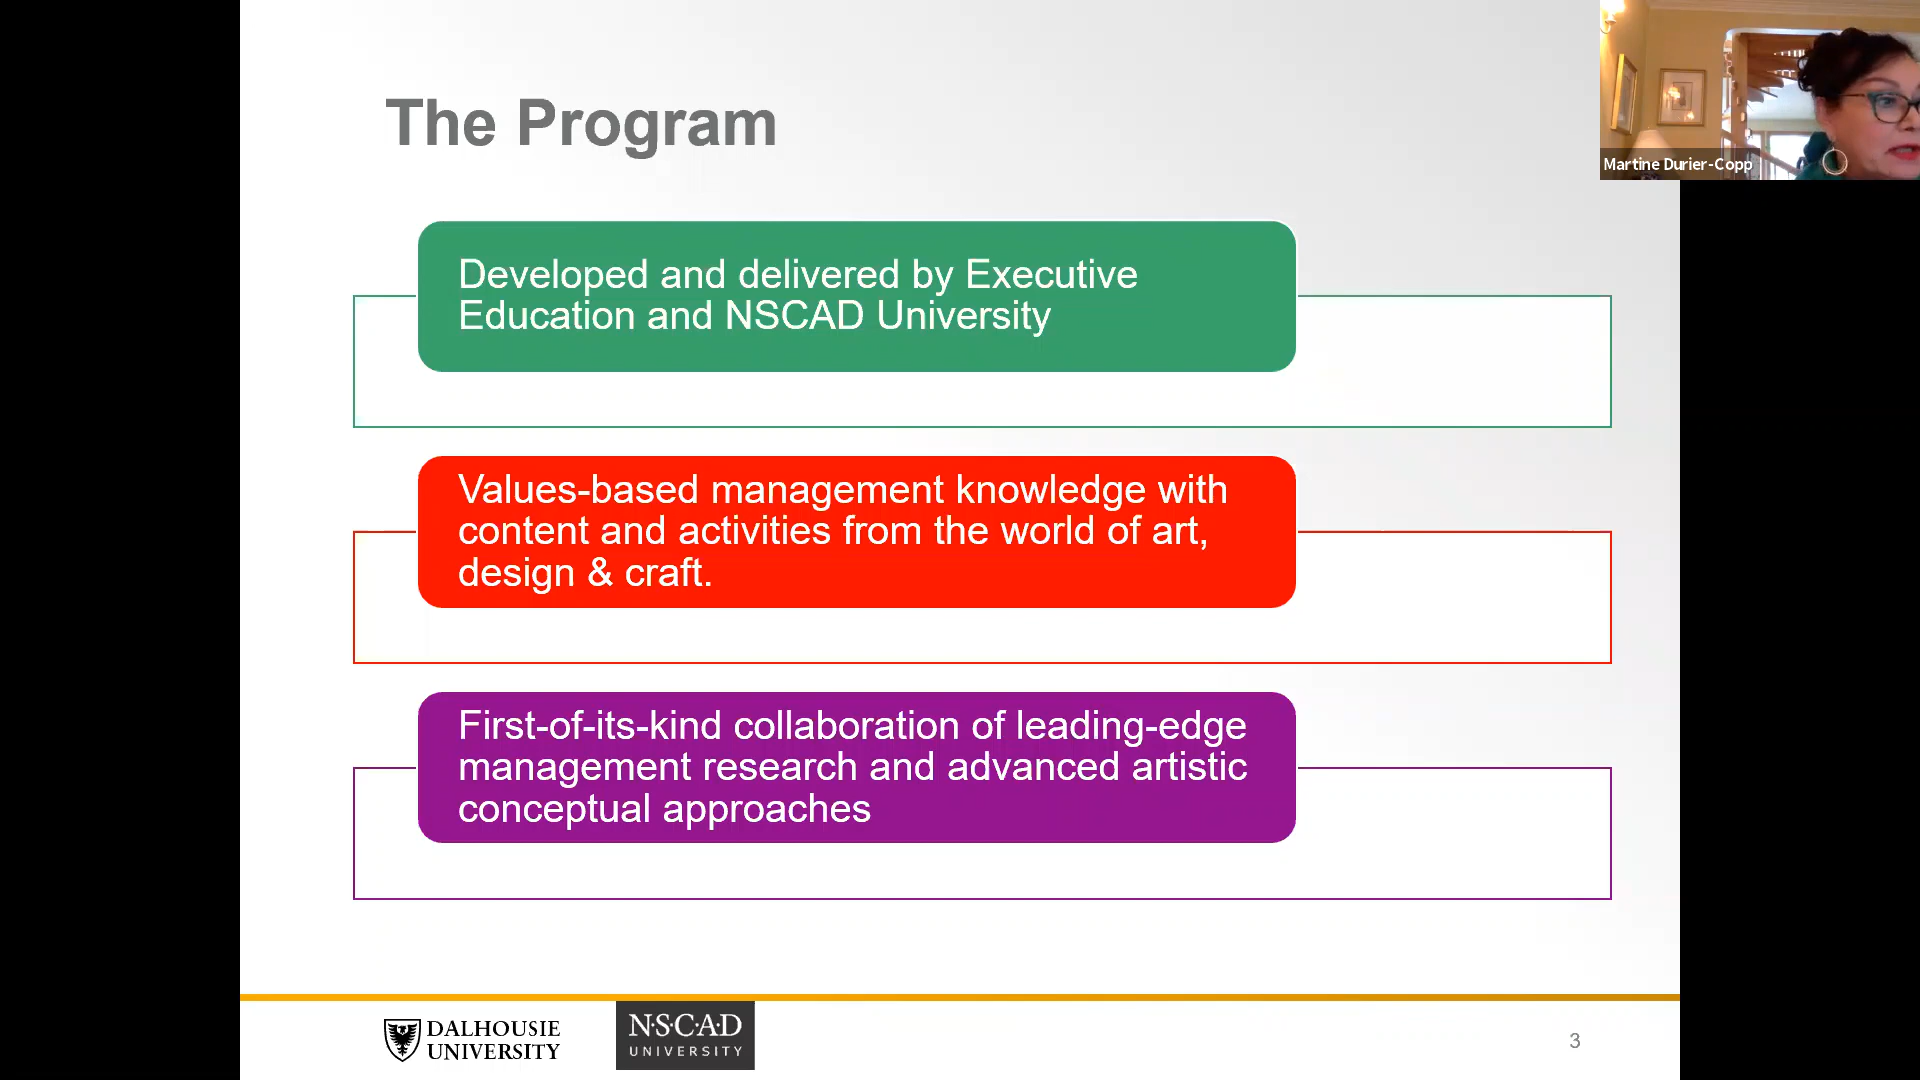 The Program
Martine Durier-Copp
Developed and delivered by Executive
Education and NSCAD University
Values-based management knowledge with
content and activities from the world of art,
design & craft.
First-of-its-kind collaboration of leading-edge
management research and advanced artistic
conceptual approaches
DALHOUSIE
UNIVERSITY
N·S·C·A·D
UNIVERSITY
3